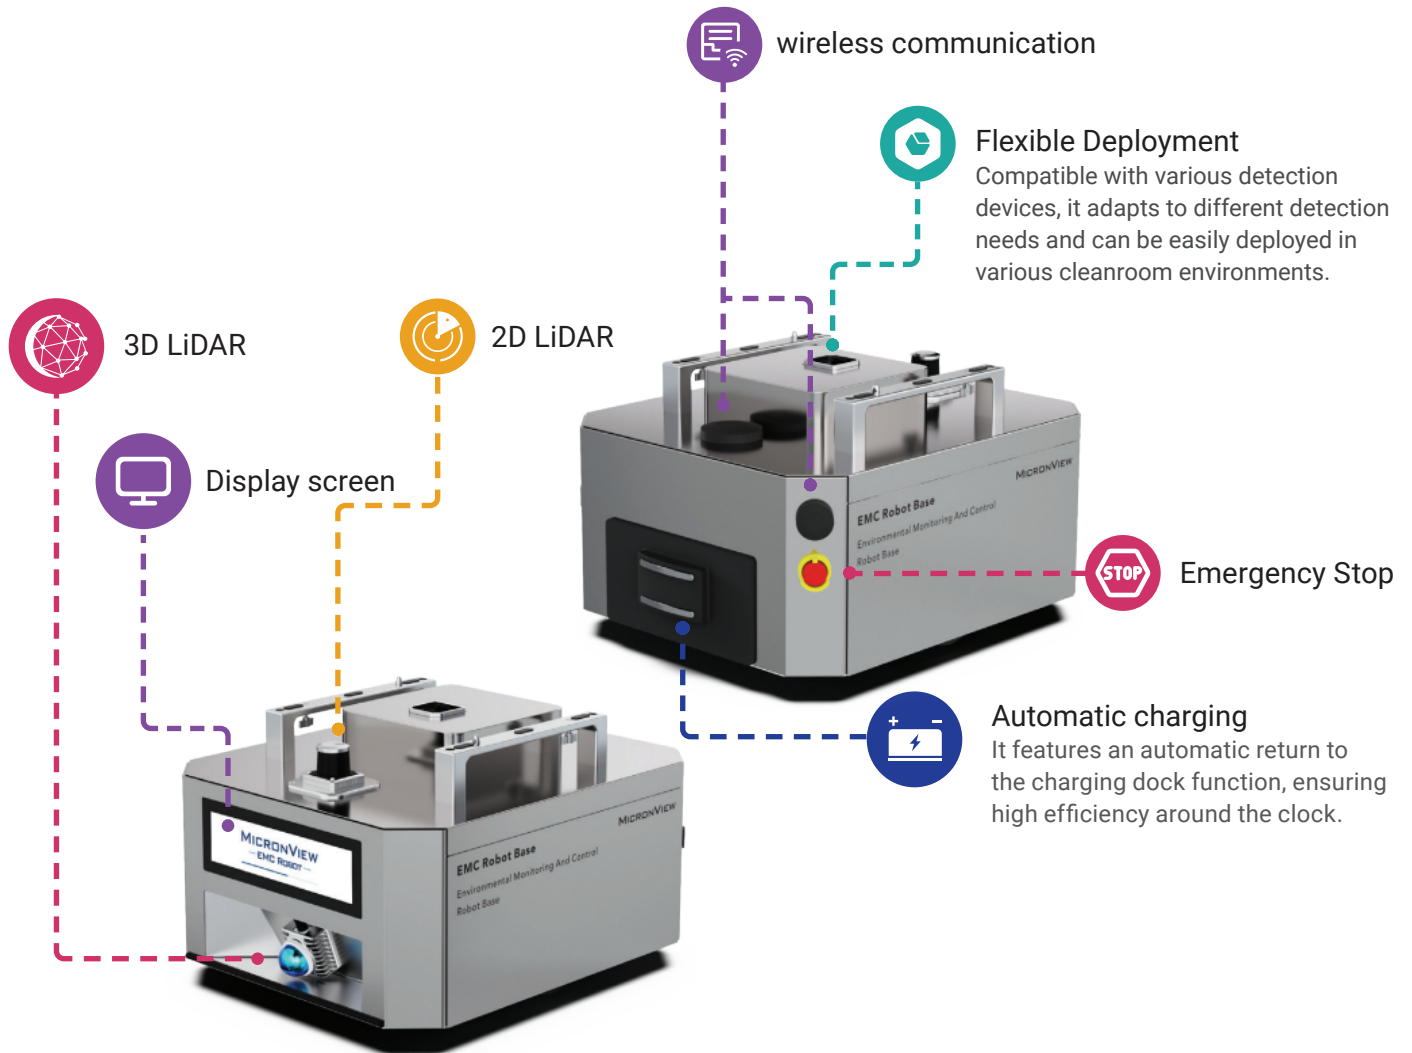 wireless communication
Flexible Deployment
Compatible with various detection
devices, it adapts to different detection
needs and can be easily deployed in
various cleanroom environments.
3D LiDAR
2D LiDAR
Display screen
MICRONVIEW
EMC Robot Base
Environmental Monitoring And Control
Robot Base
STOP
Emergency Stop
Automatic charging
It features an automatic return to
the charging dock function, ensuring
high efficiency around the clock.
MICRONVIEW
EMC ROBOT
MICRONVIEW
EMC Robot Base
Environmental Monitoring And Control
Robot Base